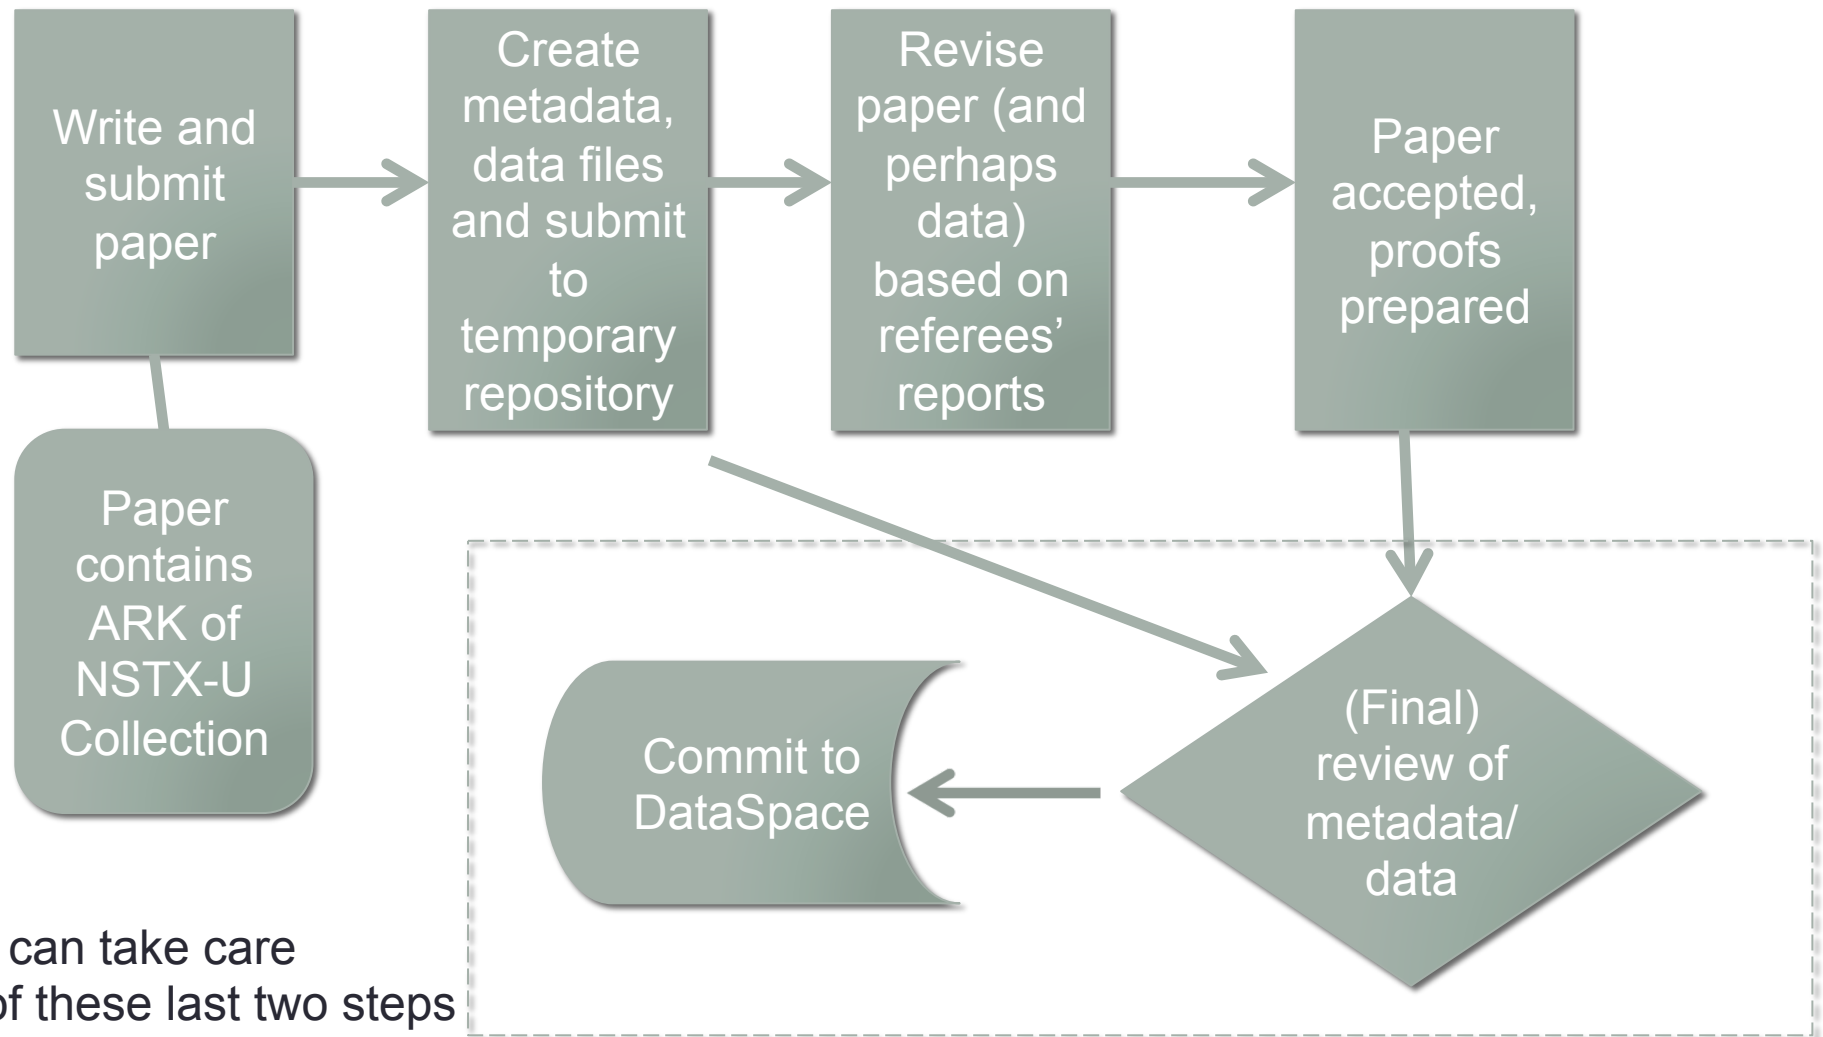 Write and
submit
paper
Create
metadata,
data files
and submit
to
temporary
repository
Revise
paper (and
perhaps
data)
based on
referees’
reports
Paper
accepted,
proofs
prepared
Paper
contains
ARK of
NSTX-U
Collection
Commit to
DataSpace
(Final)
review of
metadata/
data
can take care
of these last two steps